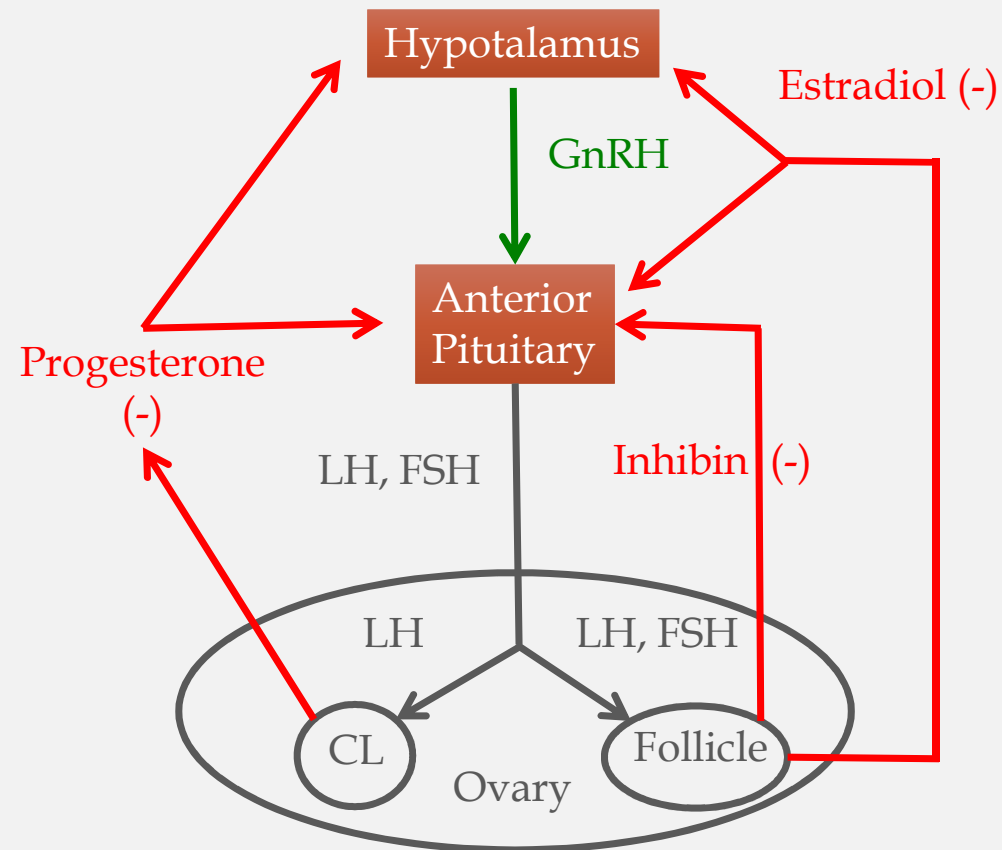 Hypotalamus
Estradiol (-)
GnRH
Anterior
Pituitary
Progesterone
(-)
LH, FSH
Inhibin (-)
LH
LH, FSH
CL
Follicle
Ovary